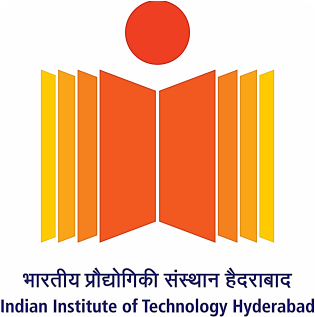 भारतीय प्रौद्योगिकी संस्थान हैदराबाद
Indian Institute of Technology Hyderabad